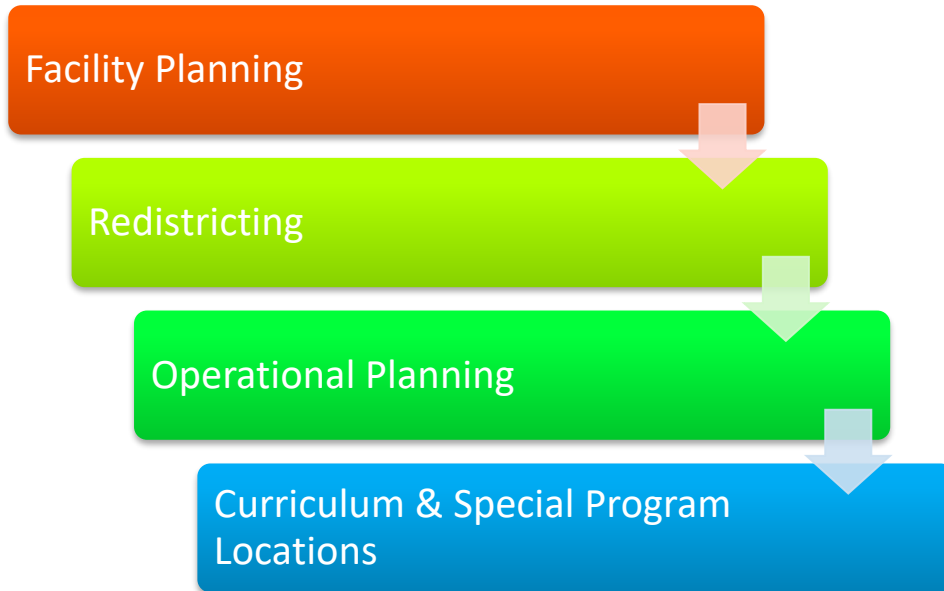 Facility Planning
Redistricting
Operational Planning
Curriculum & Special Program
Locations